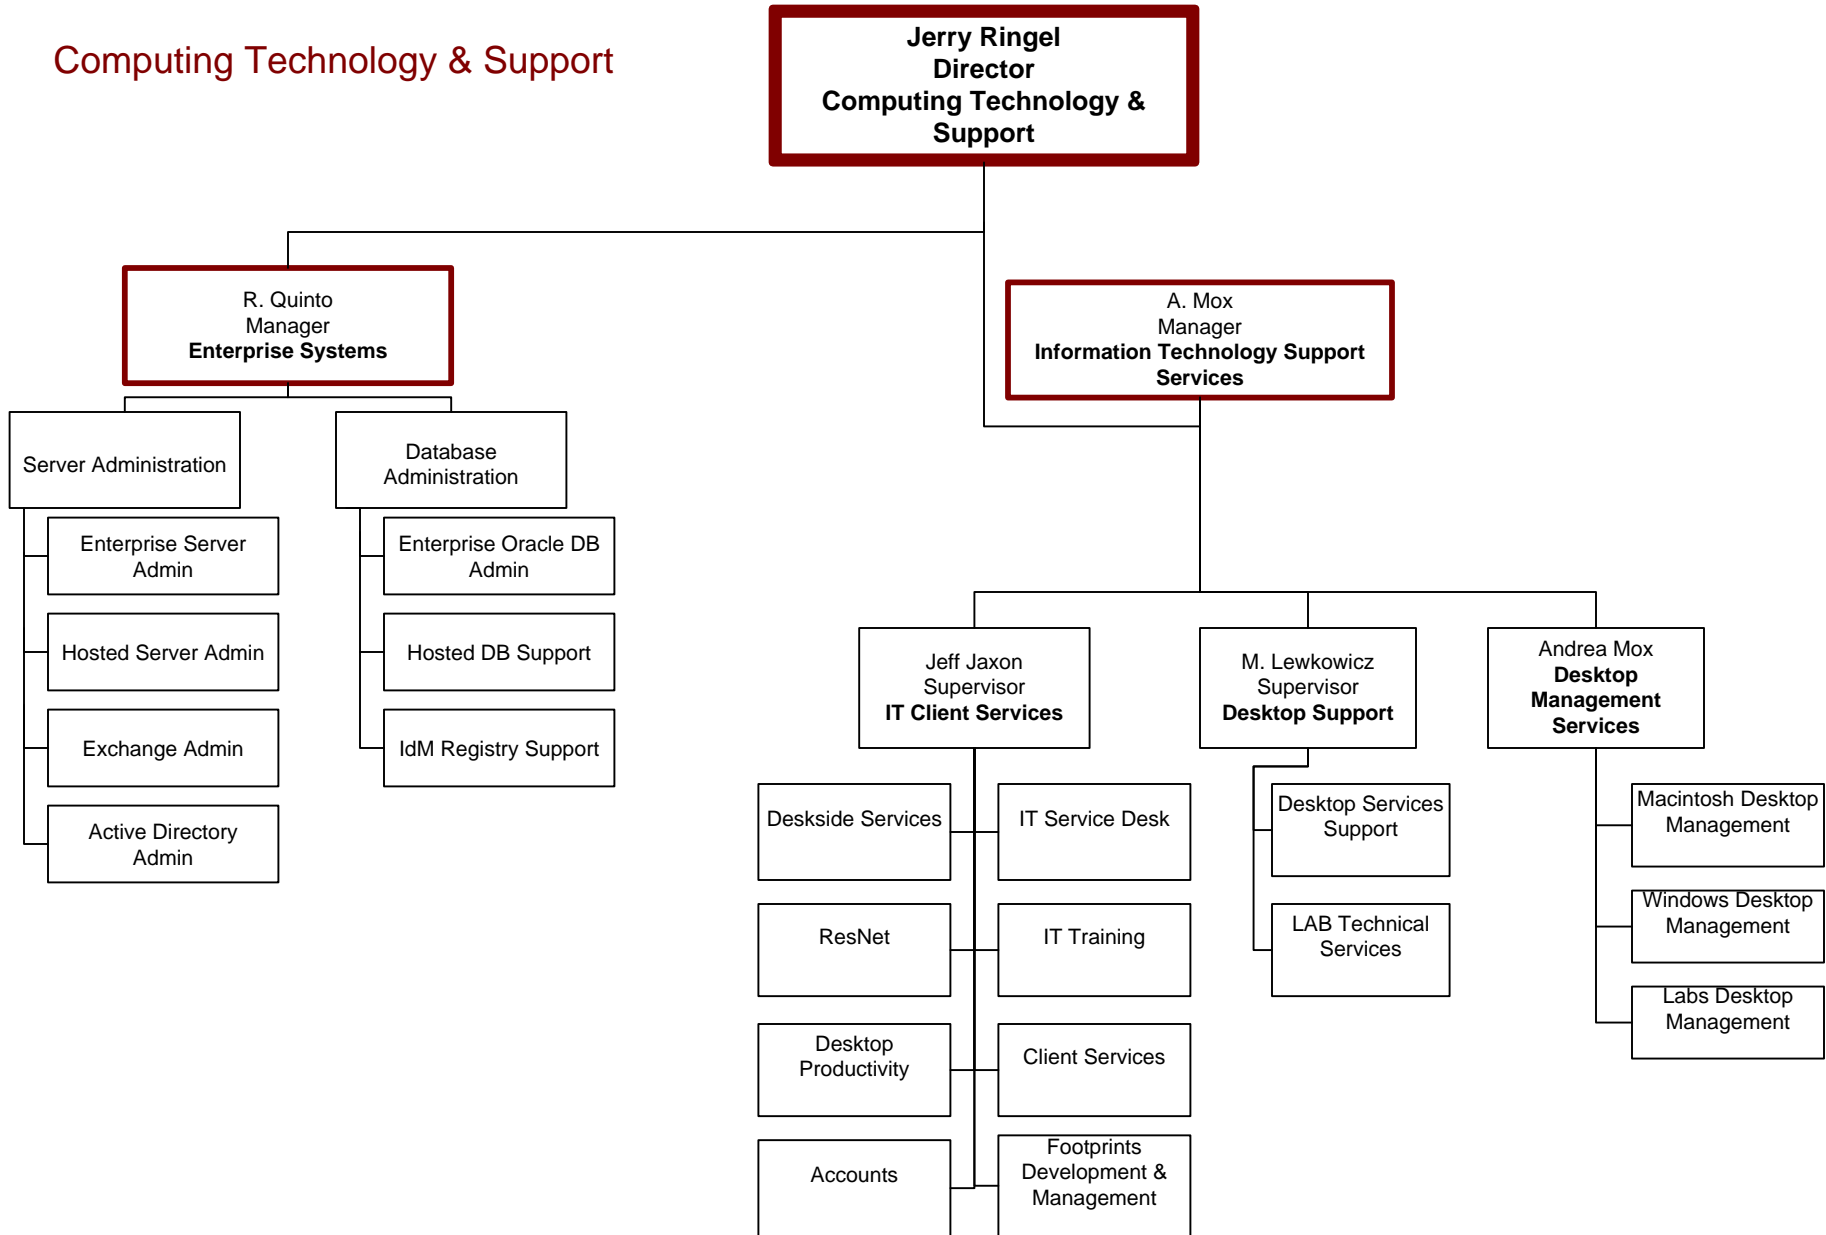 Computing Technology & Support
Jerry Ringel
Director
Computing Technology &
Support
R. Quinto
Manager
Enterprise Systems
A. Mox
Manager
Information Technology Support
Services
Server Administration
Database
Administration
Enterprise Server
Admin
Hosted Server Admin
Exchange Admin
Active Directory
Admin
Enterprise Oracle DB
Admin
Hosted DB Support
IdM Registry Support
Jeff Jaxon
Supervisor
IT Client Services
M. Lewkowicz
Supervisor
Desktop Support
Andrea Mox
Desktop
Management
Services
Deskside Services
IT Service Desk
ResNet
IT Training
Desktop
Productivity
Client Services
Accounts
Footprints
Development &
Management
Desktop Services
Support
LAB Technical
Services
Macintosh Desktop
Management
Windows Desktop
Management
Labs Desktop
Management